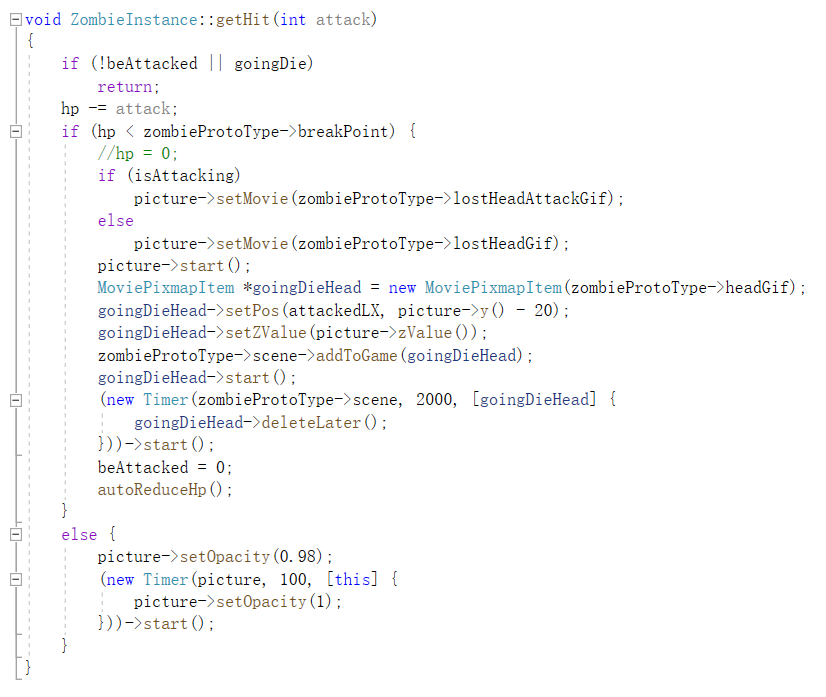 void ZombieInstance::getHit(int attack)
{
    if (!beAttacked || goingDie)
        return;
    hp -= attack;
    if (hp < zombieProtoType->breakPoint) {
        //hp = 0;
        if (isAttacking)
            picture->setMovie(zombieProtoType->lostHeadAttackGif);
        else
            picture->setMovie(zombieProtoType->lostHeadGif);
        picture->start();
        MoviePixmapItem *goingDieHead = new MoviePixmapItem(zombieProtoType->headGif);
        goingDieHead->setPos(attackedLX, picture->y() - 20);
        goingDieHead->setZValue(picture->zValue());
        zombieProtoType->scene->addToGame(goingDieHead);
        goingDieHead->start();
        (new Timer(zombieProtoType->scene, 2000, [goingDieHead] {
            goingDieHead->deleteLater();
        }))->start();
        beAttacked = 0;
        autoReduceHp();
    }
    else {
        picture->setOpacity(0.98);
        (new Timer(picture, 100, [this] {
            picture->setOpacity(1);
        }))->start();
    }
}